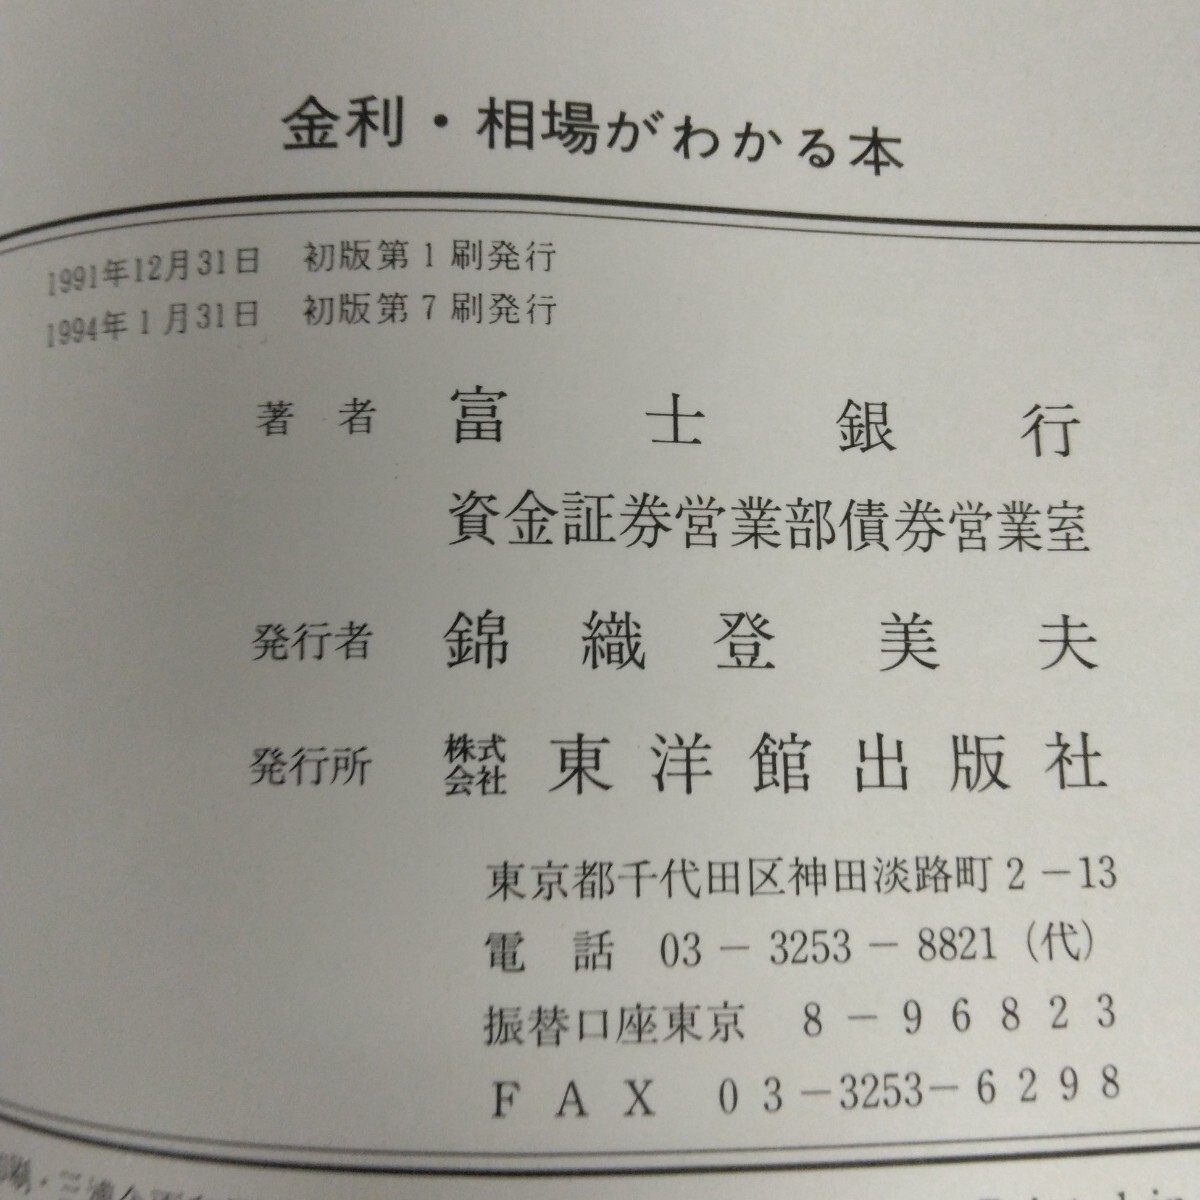 金利・相場がわかる本
1991年12月31日 初版第1刷発行
1994年1月31日 初版第7刷発行
著者 富士銀行
資金証券営業部債券営業室
発行者 錦織登美夫
発行所 株式会社 東洋館出版社
東京都千代田区神田淡路町2-13
電話 03-3253-8821(代)
振替口座東京 8-96823
FAX 03-3253-6298
印刷・三浦企画